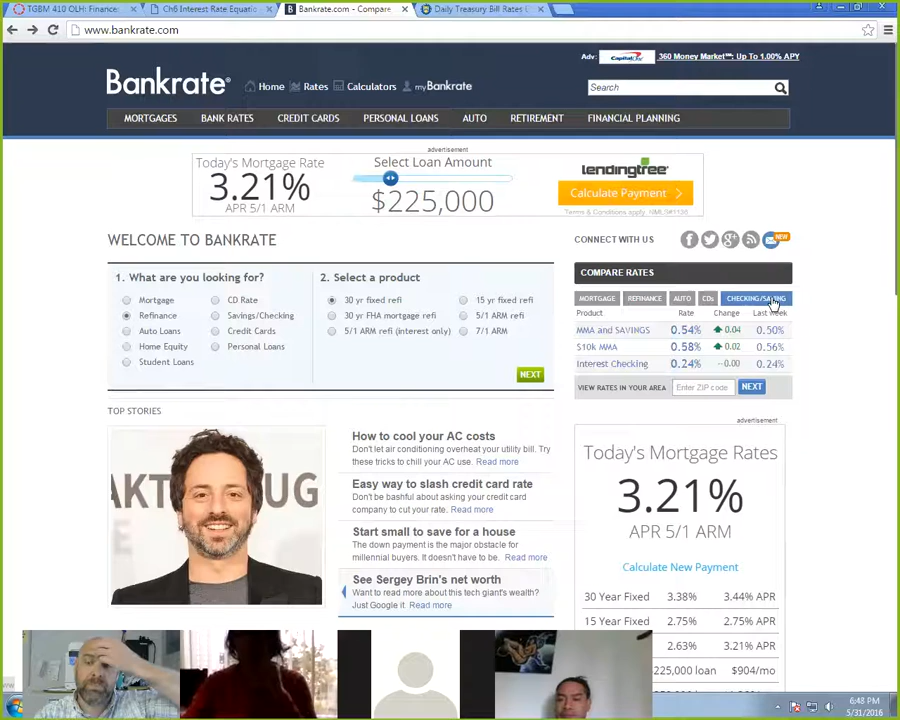 TGBM 410 OLH: Finance: Ch6 Interest Rate Equatio Bankrate.com - Compare Daily Treasury Bill Rates
www.bankrate.com
Adv: Capital One 360 Money Market℠: Up To 1.00% APY
Bankrate® Home Rates Calculators myBankrate Search
MORTGAGES BANK RATES CREDIT CARDS PERSONAL LOANS AUTO RETIREMENT FINANCIAL PLANNING
advertisement
Today's Mortgage Rate Select Loan Amount lendingtree
3.21% Calculate Payment
APR 5/1 ARM $225,000 Terms & Conditions apply. NMLS#1136
WELCOME TO BANKRATE CONNECT WITH US NEW
1. What are you looking for? 2. Select a product
Mortgage CD Rate 30 yr fixed refi 15 yr fixed refi
Refinance Savings/Checking 30 yr FHA mortgage refi 5/1 ARM refi
Auto Loans Credit Cards 5/1 ARM refi (interest only) 7/1 ARM
Home Equity Personal Loans
Student Loans
NEXT
COMPARE RATES
MORTGAGE REFINANCE AUTO CDs CHECKING/SAVING
Product Rate Change Last week
MMA and SAVINGS 0.54% 0.04 0.50%
$10k MMA 0.58% 0.02 0.56%
Interest Checking 0.24% --0.00 0.24%
VIEW RATES IN YOUR AREA Enter ZIP code NEXT
TOP STORIES
AKT UG
How to cool your AC costs
Don't let air conditioning overheat your utility bill. Try
these tricks to chill your AC use. Read more
Easy way to slash credit card rate
Don't be bashful about asking your credit card
company to cut your rate. Read more
Start small to save for a house
The down payment is the major obstacle for
millennial buyers. It doesn't have to be. Read more
See Sergey Brin's net worth
Want to read more about this tech giant's wealth?
Just Google it. Read more
advertisement
Today's Mortgage Rates
3.21%
APR 5/1 ARM
Calculate New Payment
30 Year Fixed 3.38% 3.44% APR
15 Year Fixed 2.75% 2.75% APR
2.63% 3.21% APR
225,000 loan $904/mo
6:48 PM
5/31/2016